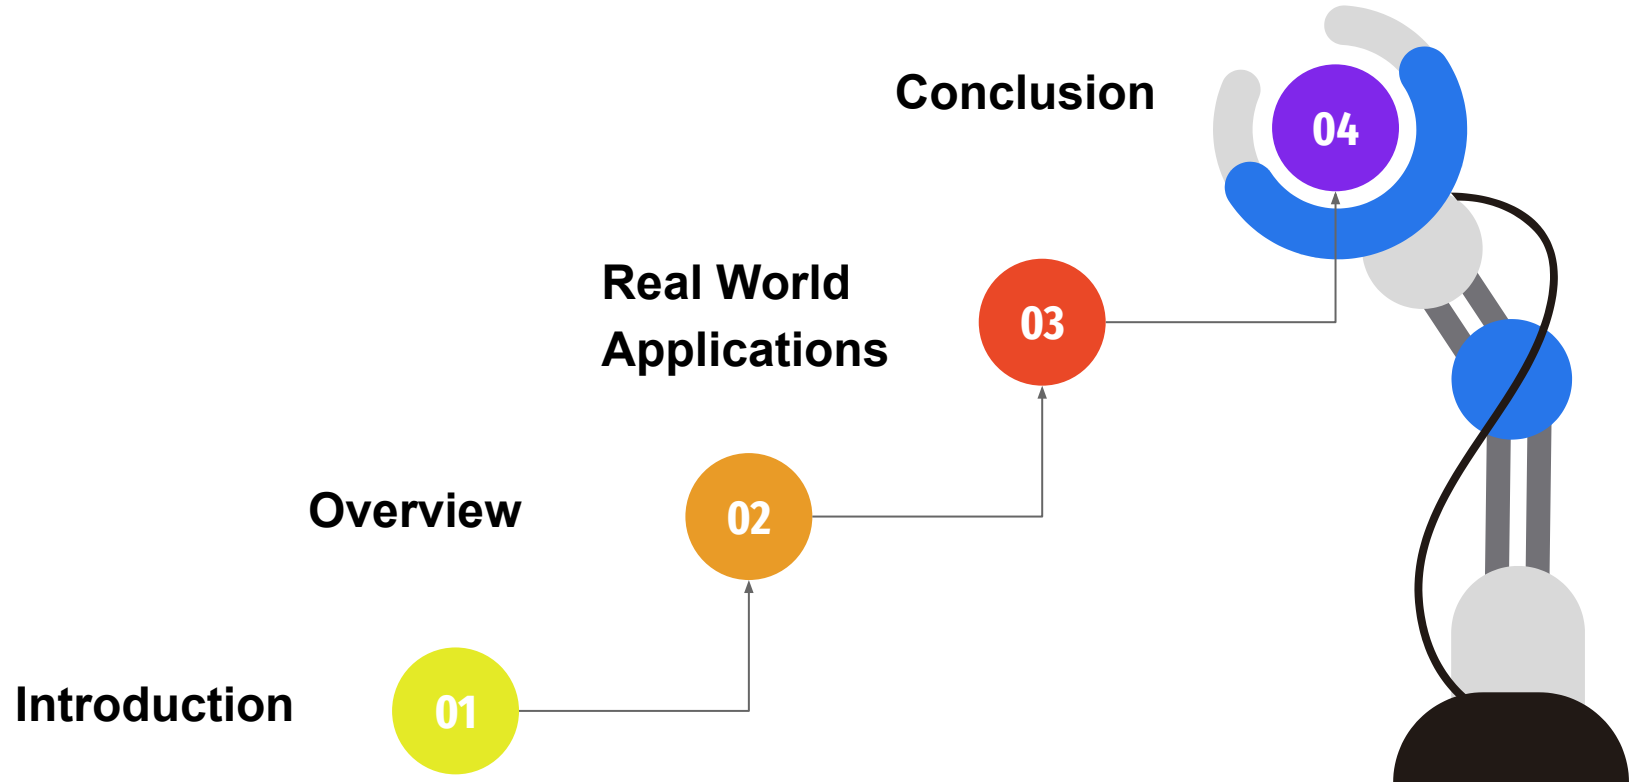 Conclusion
04
Real World
Applications
03
Overview
02
Introduction
01